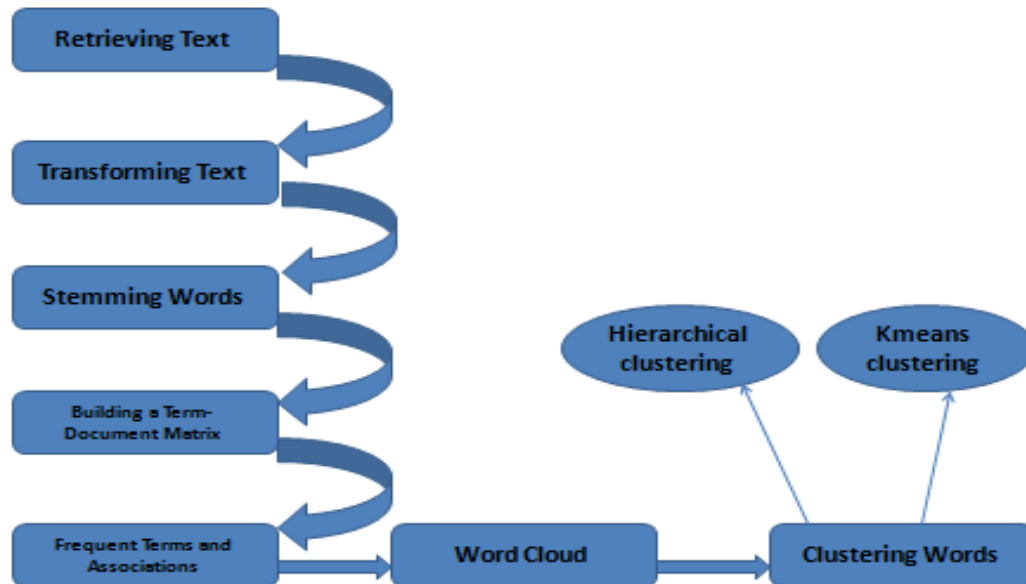 Retrieving Text
Transforming Text
Stemming Words
Hierarchical
clustering
Kmeans
clustering
Building a Term-
Document Matrix
Frequent Terms and
Associations
Word Cloud
Clustering Words